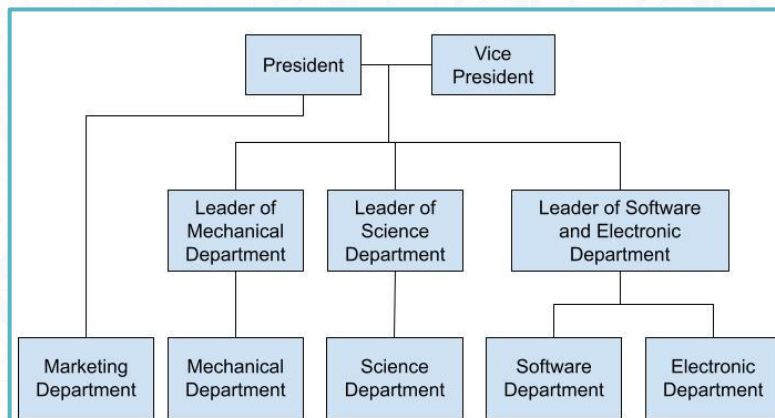 President
Vice
President
Leader of
Mechanical
Department
Leader of
Science
Department
Leader of Software
and Electronic
Department
Marketing
Department
Mechanical
Department
Science
Department
Software
Department
Electronic
Department